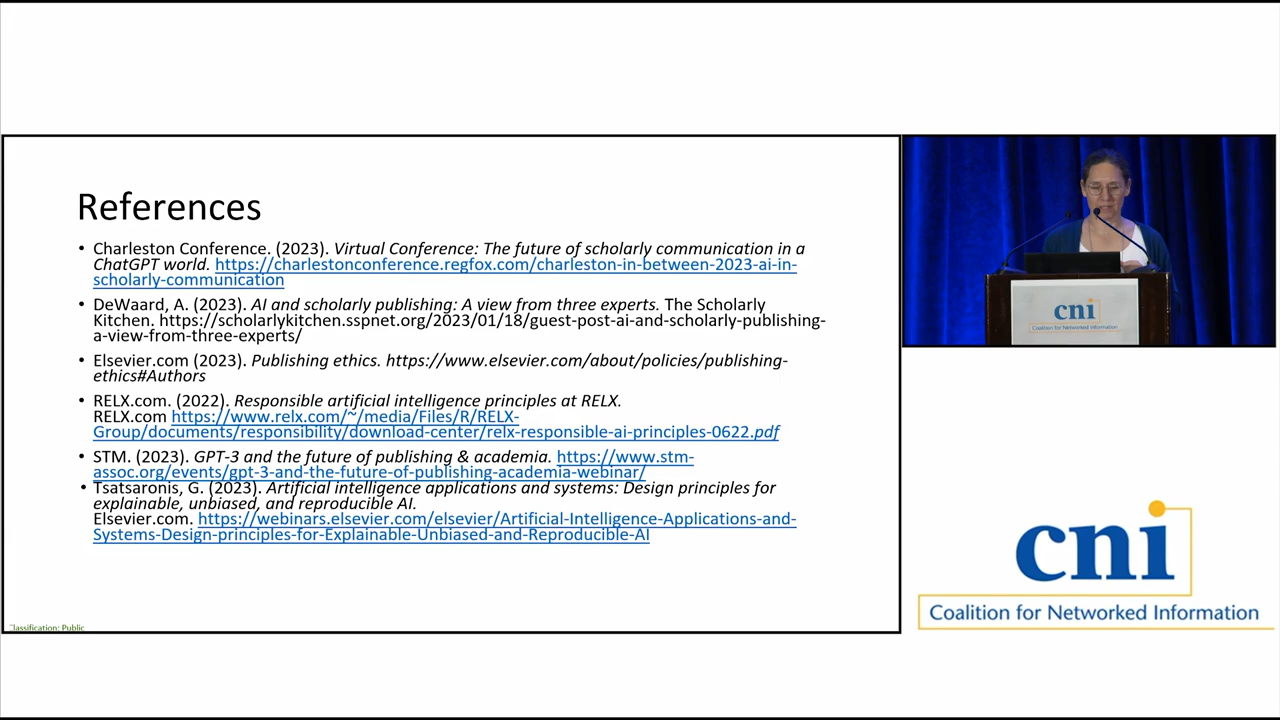 References
• Charleston Conference. (2023). Virtual Conference: The future of scholarly communication in a
ChatGPT world. https://charlestonconference.regfox.com/charleston-in-between-2023-ai-in-
scholarly-communication
• DeWaard, A. (2023). AI and scholarly publishing: A view from three experts. The Scholarly
Kitchen. https://scholarlykitchen.sspnet.org/2023/01/18/guest-post-ai-and-scholarly-publishing-
a-view-from-three-experts/
• Elsevier.com (2023). Publishing ethics. https://www.elsevier.com/about/policies/publishing-
ethics#Authors
• RELX.com. (2022). Responsible artificial intelligence principles at RELX.
RELX.com https://www.relx.com/~/media/Files/R/RELX-
Group/documents/responsibility/download-center/relx-responsible-ai-principles-0622.pdf
• STM. (2023). GPT-3 and the future of publishing & academia. https://www.stm-
assoc.org/events/gpt-3-and-the-future-of-publishing-academia-webinar/
• Tsatsaronis, G. (2023). Artificial intelligence applications and systems: Design principles for
explainable, unbiased, and reproducible AI.
Elsevier.com. https://webinars.elsevier.com/elsevier/Artificial-Intelligence-Applications-and-
Systems-Design-principles-for-Explainable-Unbiased-and-Reproducible-AI
Classification: Public
cni
Coalition for Networked Information
cni
Coalition for Networked Information